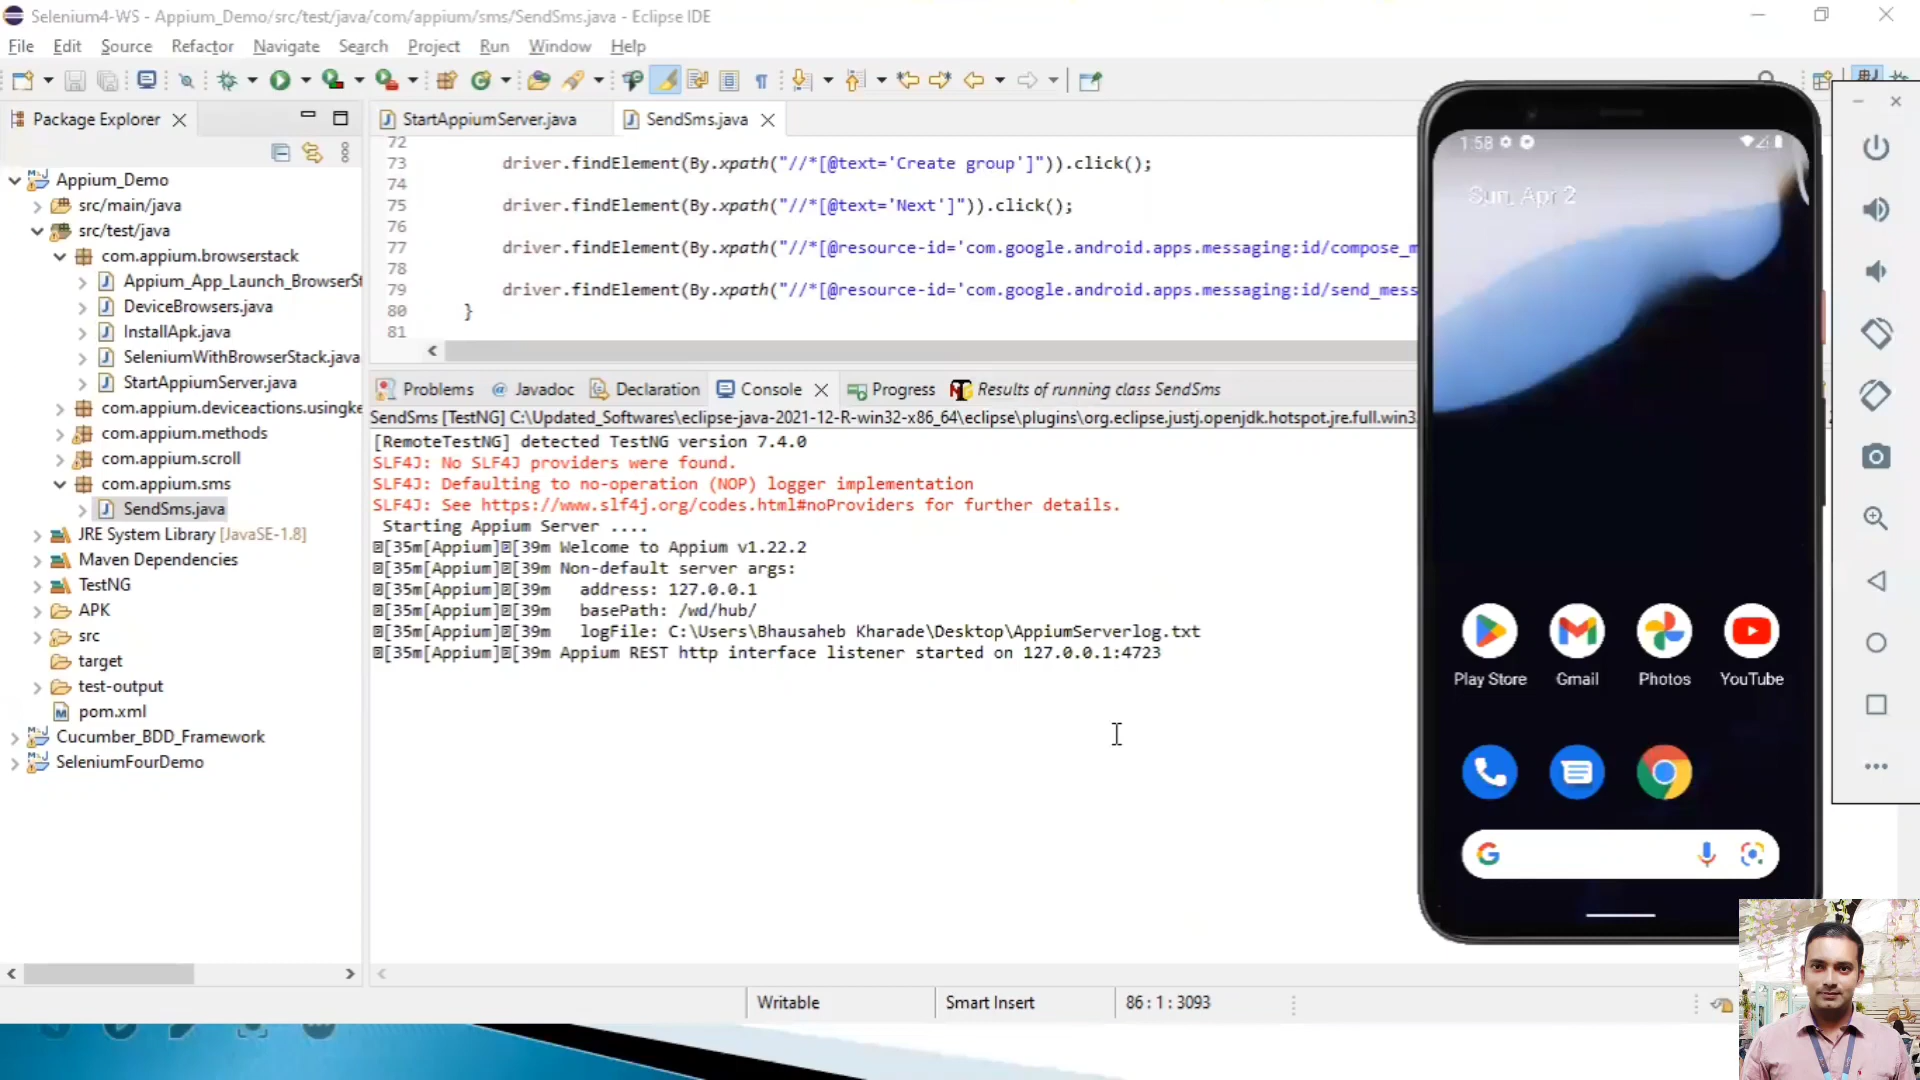 Selenium4-WS - Appium_Demo/src/test/java/com/appium/sms/SendSms.java - Eclipse IDE
File Edit Source Refactor Navigate Search Project Run Window Help
Package Explorer
Appium_Demo
src/main/java
src/test/java
com.appium.browserstack
Appium_App_Launch_BrowserSt
DeviceBrowsers.java
InstallApk.java
SeleniumWithBrowserStack.java
StartAppiumServer.java
com.appium.deviceactions.usingke
com.appium.methods
com.appium.scroll
com.appium.sms
SendSms.java
JRE System Library [JavaSE-1.8]
Maven Dependencies
TestNG
APK
src
target
test-output
pom.xml
Cucumber_BDD_Framework
SeleniumFourDemo
StartAppiumServer.java SendSms.java
72
73 driver.findElement(By.xpath("//*[@text='Create group']")).click();
74
75 driver.findElement(By.xpath("//*[@text='Next']")).click();
76
77 driver.findElement(By.xpath("//*[@resource-id='com.google.android.apps.messaging:id/compose_m
78
79 driver.findElement(By.xpath("//*[@resource-id='com.google.android.apps.messaging:id/send_mess
80 }
81
Problems Javadoc Declaration Console Progress Results of running class SendSms
SendSms [TestNG] C:\Updated_Softwares\eclipse-java-2021-12-R-win32-x86_64\eclipse\plugins\org.eclipse.justj.openjdk.hotspot.jre.full.win3
[RemoteTestNG] detected TestNG version 7.4.0
SLF4J: No SLF4J providers were found.
SLF4J: Defaulting to no-operation (NOP) logger implementation
SLF4J: See https://www.slf4j.org/codes.html#noProviders for further details.
Starting Appium Server ....
[35m[Appium][39m Welcome to Appium v1.22.2
[35m[Appium][39m Non-default server args:
[35m[Appium][39m address: 127.0.0.1
[35m[Appium][39m basePath: /wd/hub/
[35m[Appium][39m logFile: C:\Users\Bhausaheb Kharade\Desktop\AppiumServerlog.txt
[35m[Appium][39m Appium REST http interface listener started on 127.0.0.1:4723
1:58
Sun, Apr 2
Play Store Gmail Photos YouTube
Writable Smart Insert 86 : 1 : 3093